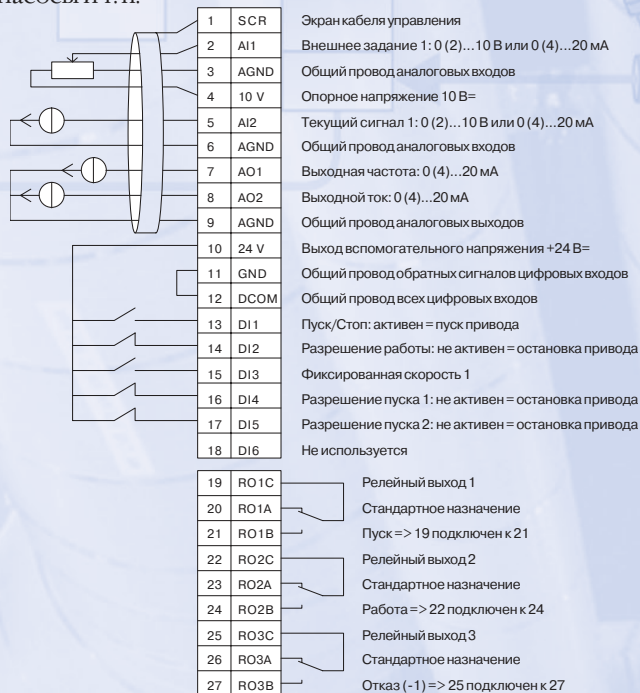 насосы и т. п.
1 SCR Экран кабеля управления
2 AI1 Внешнее задание 1: 0 (2)...10 В или 0 (4)...20 мА
3 AGND Общий провод аналоговых входов
4 10 V Опорное напряжение 10 В=
5 AI2 Текущий сигнал 1: 0 (2)...10 В или 0 (4)...20 мА
6 AGND Общий провод аналоговых входов
7 AO1 Выходная частота: 0 (4)...20 мА
8 AO2 Выходной ток: 0 (4)...20 мА
9 AGND Общий провод аналоговых выходов
10 24 V Выход вспомогательного напряжения +24 В=
11 GND Общий провод обратных сигналов цифровых входов
12 DCOM Общий провод всех цифровых входов
13 DI1 Пуск/Стоп: активен = пуск привода
14 DI2 Разрешение работы: не активен = остановка привода
15 DI3 Фиксированная скорость 1
16 DI4 Разрешение пуска 1: не активен = остановка привода
17 DI5 Разрешение пуска 2: не активен = остановка привода
18 DI6 Не используется
19 RO1C Релейный выход 1
20 RO1A Стандартное назначение
21 RO1B Пуск => 19 подключен к 21
22 RO2C Релейный выход 2
23 RO2A Стандартное назначение
24 RO2B Работа => 22 подключен к 24
25 RO3C Релейный выход 3
26 RO3A Стандартное назначение
27 RO3B Отказ (-1) => 25 подключен к 27